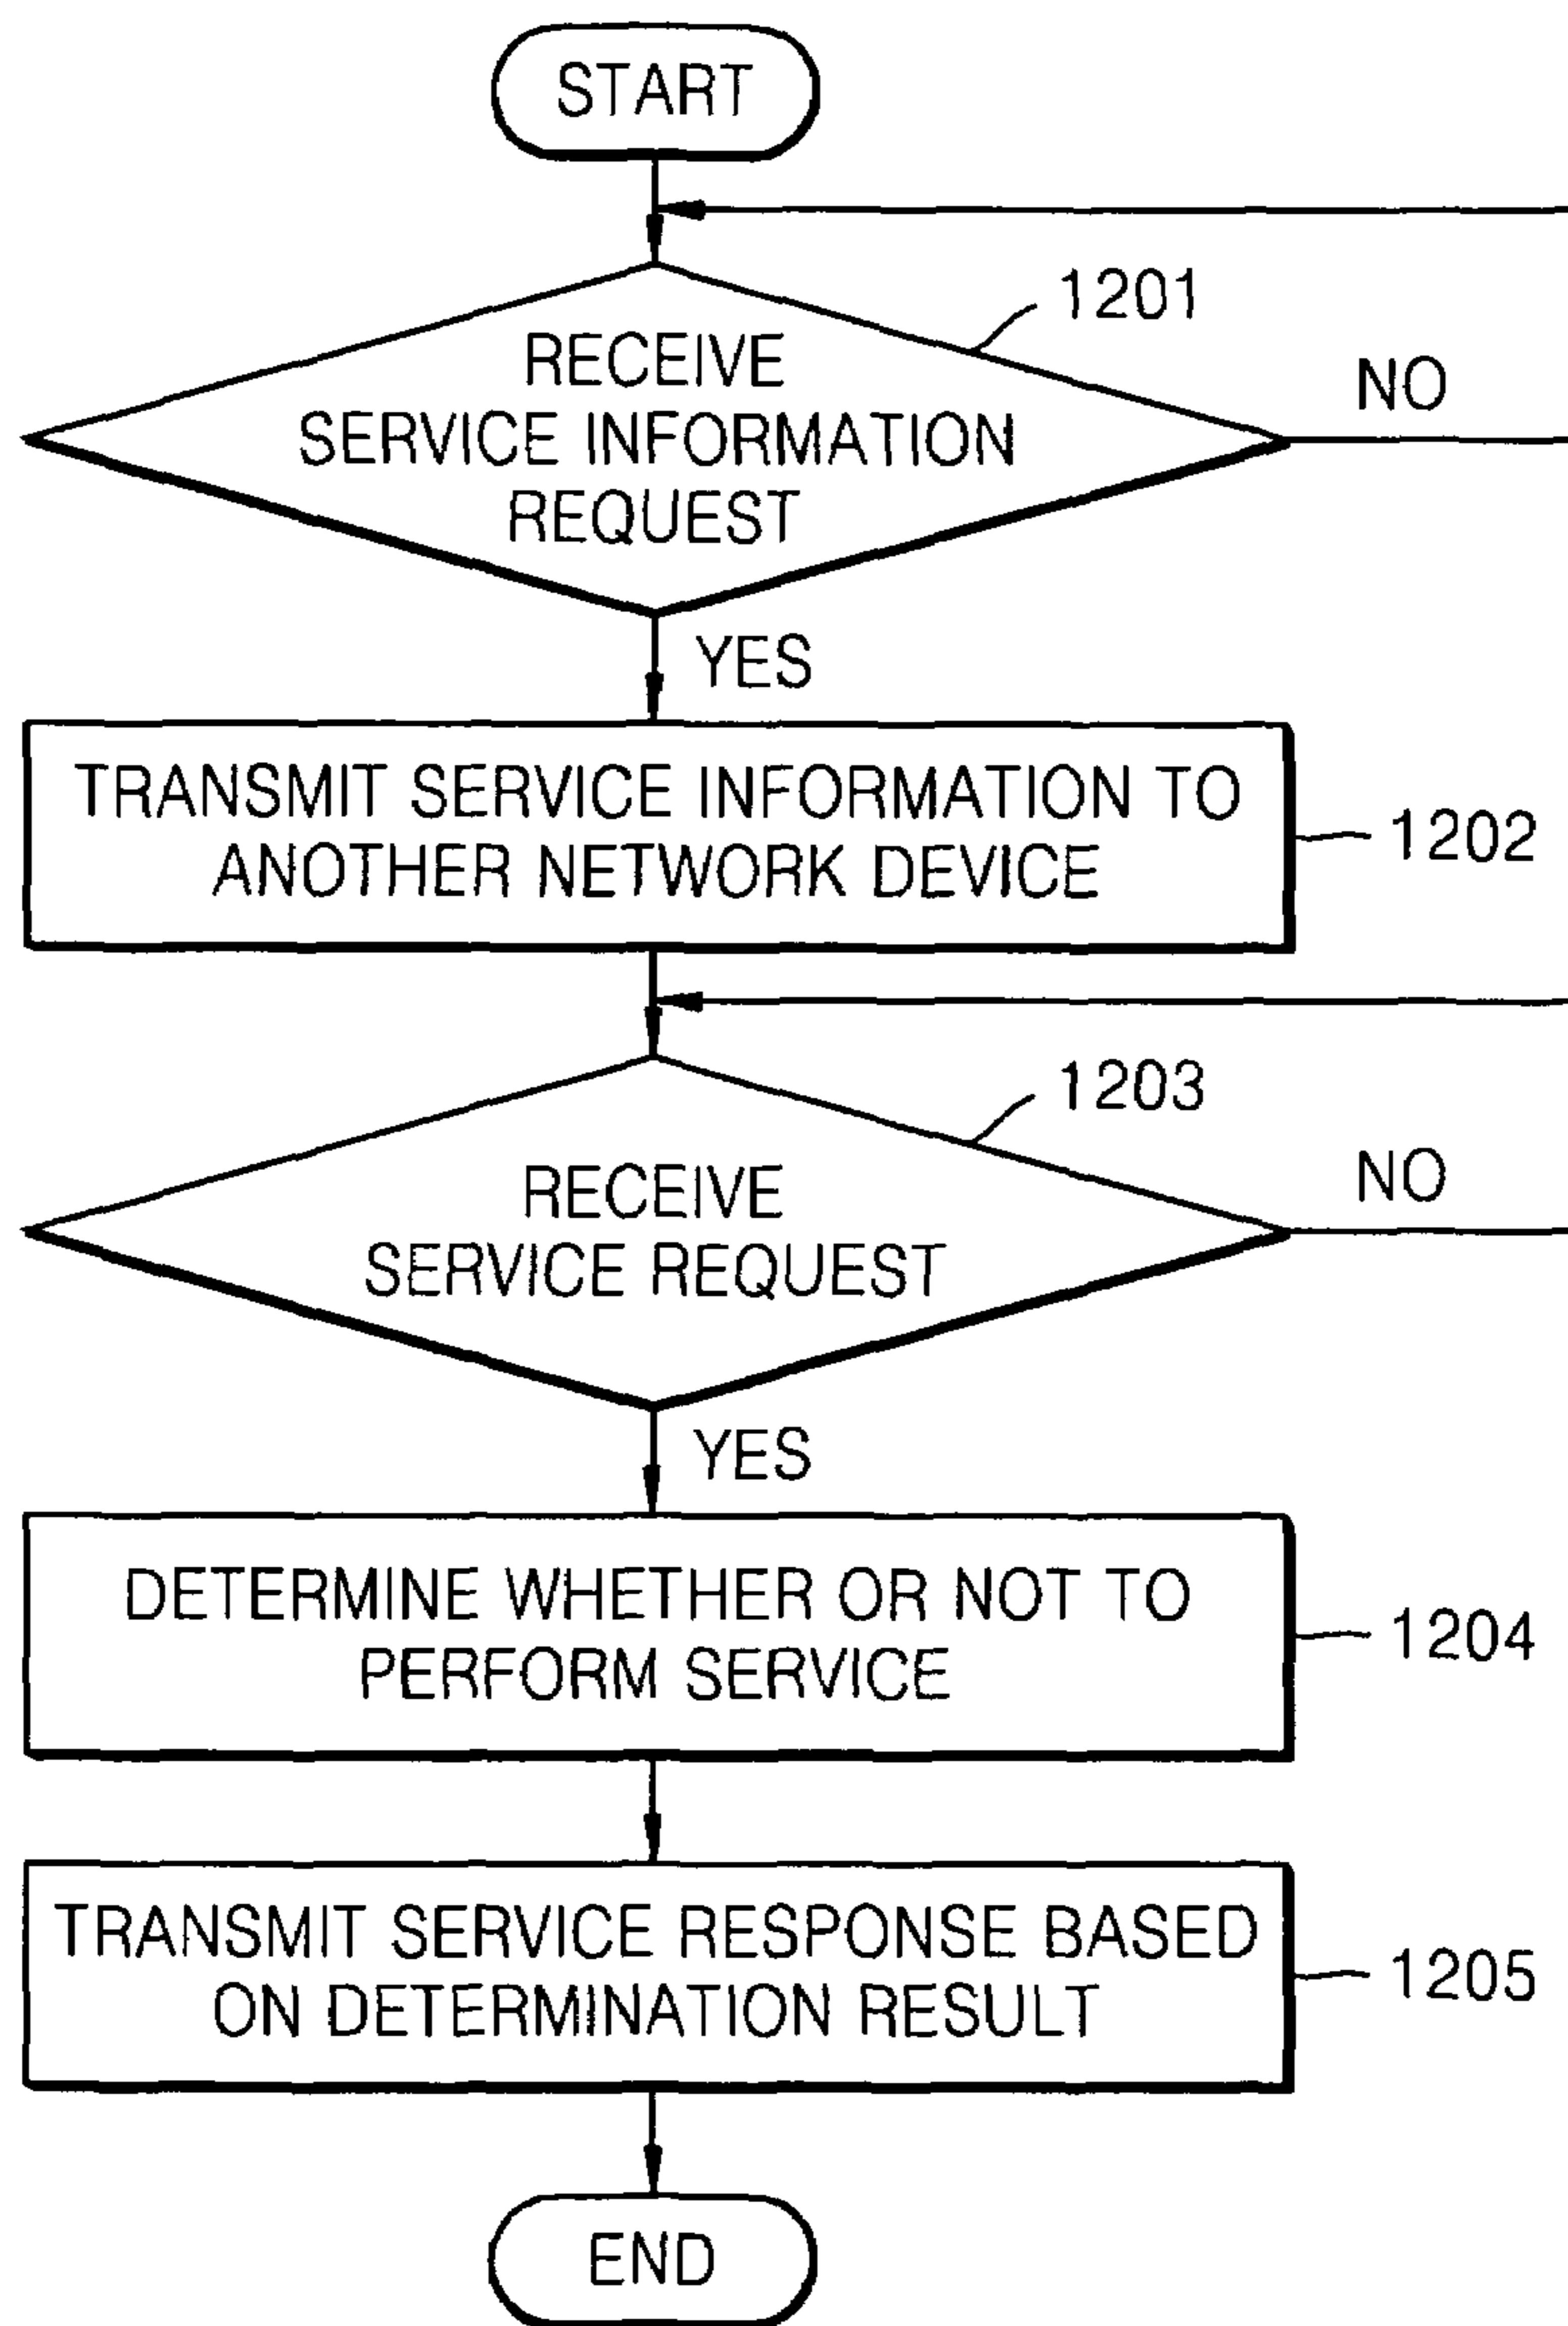 START
1201
RECEIVE
SERVICE INFORMATION
REQUEST
NO
YES
TRANSMIT SERVICE INFORMATION TO
ANOTHER NETWORK DEVICE
1202
1203
RECEIVE
SERVICE REQUEST
NO
YES
DETERMINE WHETHER OR NOT TO
PERFORM SERVICE
1204
TRANSMIT SERVICE RESPONSE BASED
ON DETERMINATION RESULT
1205
END